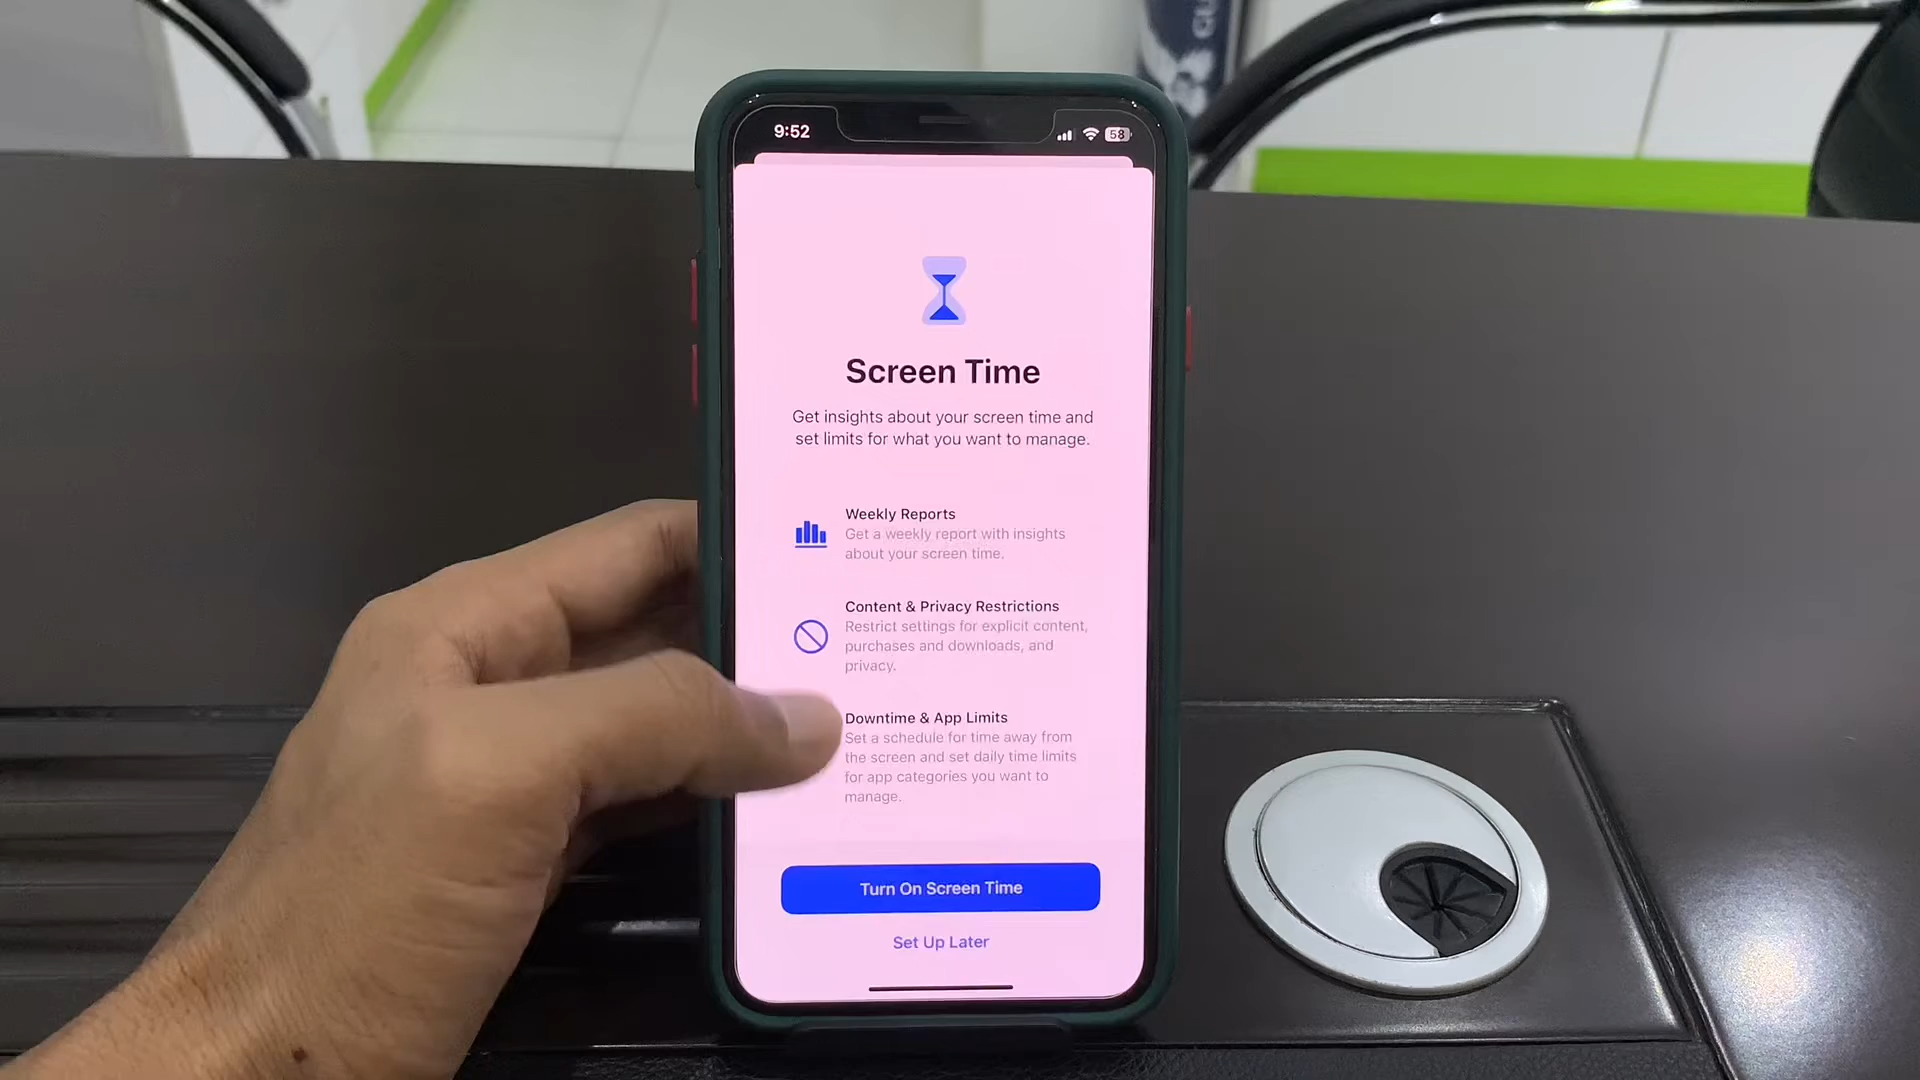 GU
9:52
58
Screen Time
Get insights about your screen time and
set limits for what you want to manage.
Weekly Reports
Get a weekly report with insights
about your screen time.
Content & Privacy Restrictions
Restrict settings for explicit content,
purchases and downloads, and
privacy.
Downtime & App Limits
Set a schedule for time away from
the screen and set daily time limits
for app categories you want to
manage.
Turn On Screen Time
Set Up Later